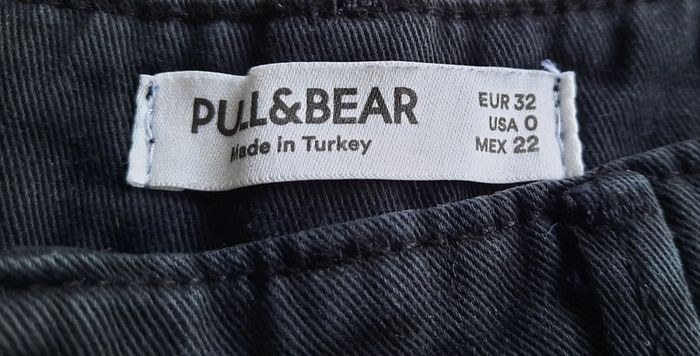 PULL&BEAR
Made in Turkey
EUR 32
USA 0
MEX 22